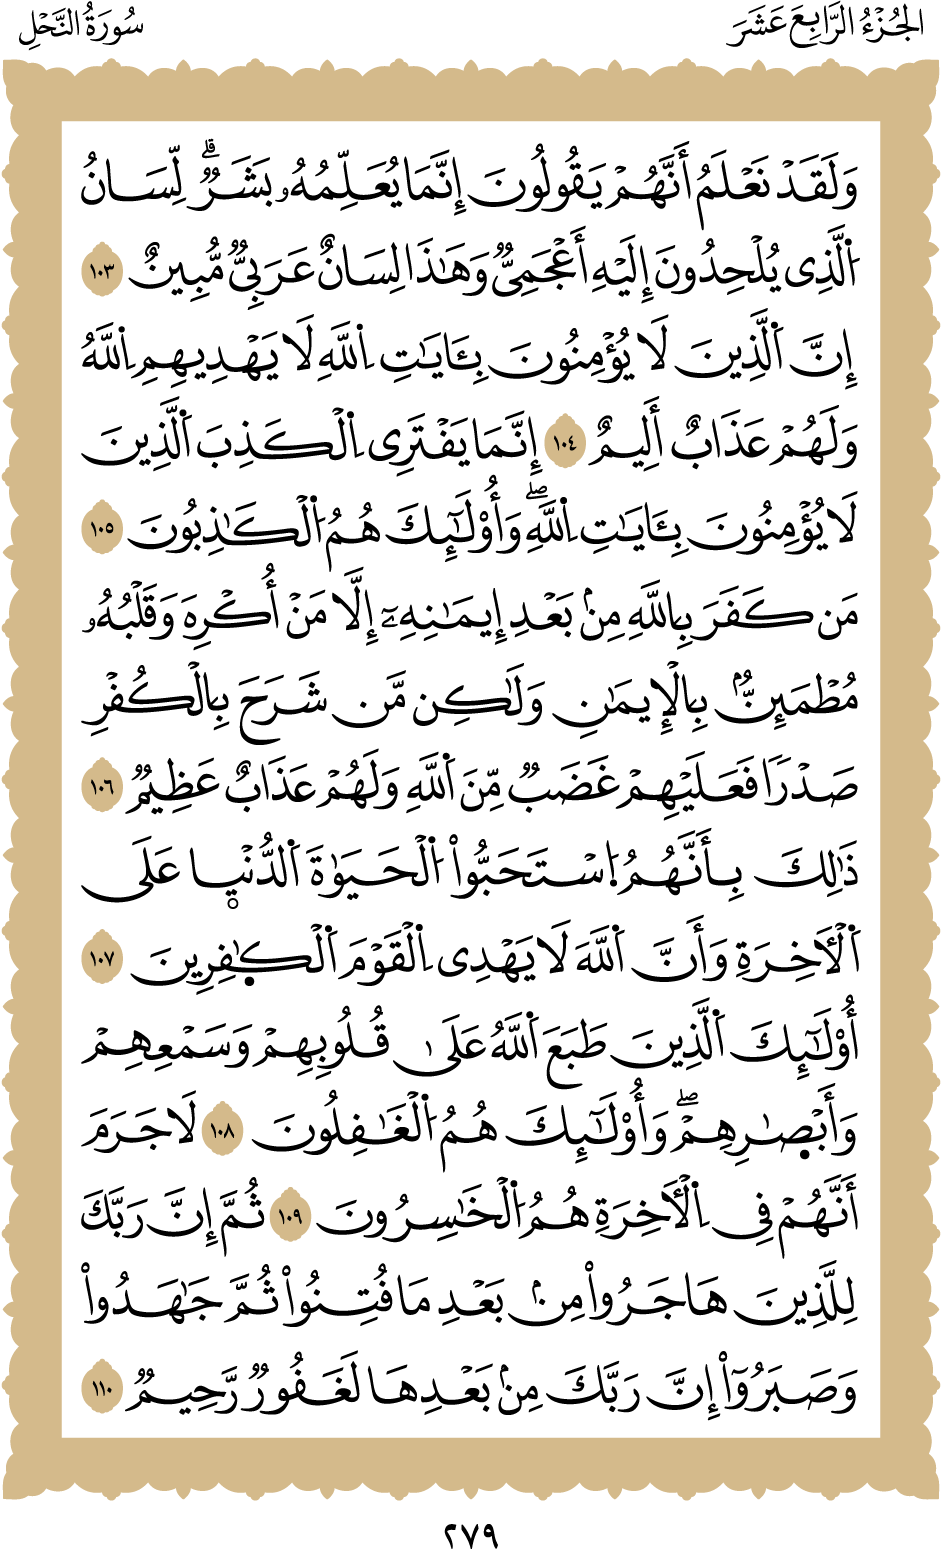 الجُزْءُ الرَّابِعَ عَشَرَ
سُورَةُ النَّحْلِ
وَلَقَدْ نَعْلَمُ أَنَّهُمْ يَقُولُونَ إِنَّمَا يُعَلِّمُهُۥ بَشَرٌۗ لِّسَانُ
ٱلَّذِى يُلْحِدُونَ إِلَيْهِ أَعْجَمِىٌّ وَهَٰذَا لِسَانٌ عَرَبِىٌّ مُّبِينٌ ١٠٣
إِنَّ ٱلَّذِينَ لَا يُؤْمِنُونَ بِـَٔايَٰتِ ٱللَّهِ لَا يَهْدِيهِمِ ٱللَّهُ
وَلَهُمْ عَذَابٌ أَلِيمٌ ١٠٤ إِنَّمَا يَفْتَرِى ٱلْكَذِبَ ٱلَّذِينَ
لَا يُؤْمِنُونَ بِـَٔايَٰتِ ٱللَّهِۖ وَأُوْلَٰٓئِكَ هُمُ ٱلْكَٰذِبُونَ ١٠٥
مَن كَفَرَ بِاللَّهِ مِنۢ بَعْدِ إِيمَٰنِهِۦٓ إِلَّا مَنْ أُكْرِهَ وَقَلْبُهُۥ
مُطْمَئِنٌّۢ بِالْإِيمَٰنِ وَلَٰكِن مَّن شَرَحَ بِالْكُفْرِ
صَدْرًا فَعَلَيْهِمْ غَضَبٌ مِّنَ ٱللَّهِ وَلَهُمْ عَذَابٌ عَظِيمٌ ١٠٦
ذَٰلِكَ بِأَنَّهُمُ ٱسْتَحَبُّواْ ٱلْحَيَوٰةَ ٱلدُّنْيٜا عَلَى
ٱلْأَخِرَةِ وَأَنَّ ٱللَّهَ لَا يَهْدِى ٱلْقَوْمَ ٱلْكٰٜفِرِينَ ١٠٧
أُوْلَٰٓئِكَ ٱلَّذِينَ طَبَعَ ٱللَّهُ عَلَىٰ قُلُوبِهِمْ وَسَمْعِهِمْ
وَأَبْصٰٜرِهِمْۖ وَأُوْلَٰٓئِكَ هُمُ ٱلْغَٰفِلُونَ ١٠٨ لَا جَرَمَ
أَنَّهُمْ فِى ٱلْأَخِرَةِ هُمُ ٱلْخَٰسِرُونَ ١٠٩ ثُمَّ إِنَّ رَبَّكَ
لِلَّذِينَ هَاجَرُواْ مِنۢ بَعْدِ مَا فُتِنُواْ ثُمَّ جَٰهَدُواْ
وَصَبَرُوٓاْ إِنَّ رَبَّكَ مِنۢ بَعْدِهَا لَغَفُورٌ رَّحِيمٌ ١١٠
٢٧٩